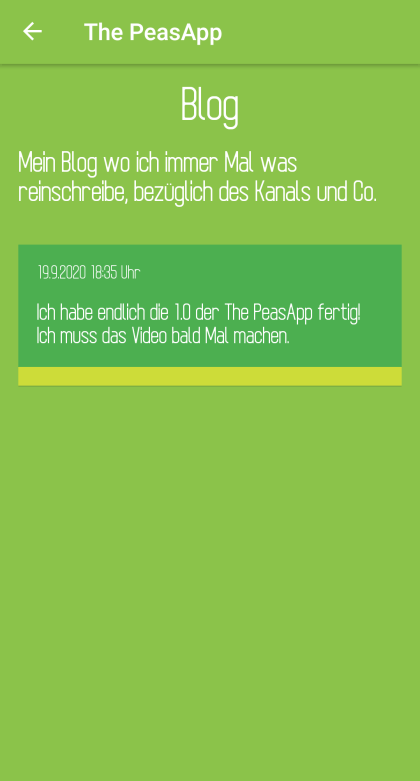 The PeasApp
Blog
Mein Blog wo ich immer Mal was
reinschreibe, bezüglich des Kanals und Co.
19.9.2020 18:35 Uhr
Ich habe endlich die 1.0 der The PeasApp fertig!
Ich muss das Video bald Mal machen.